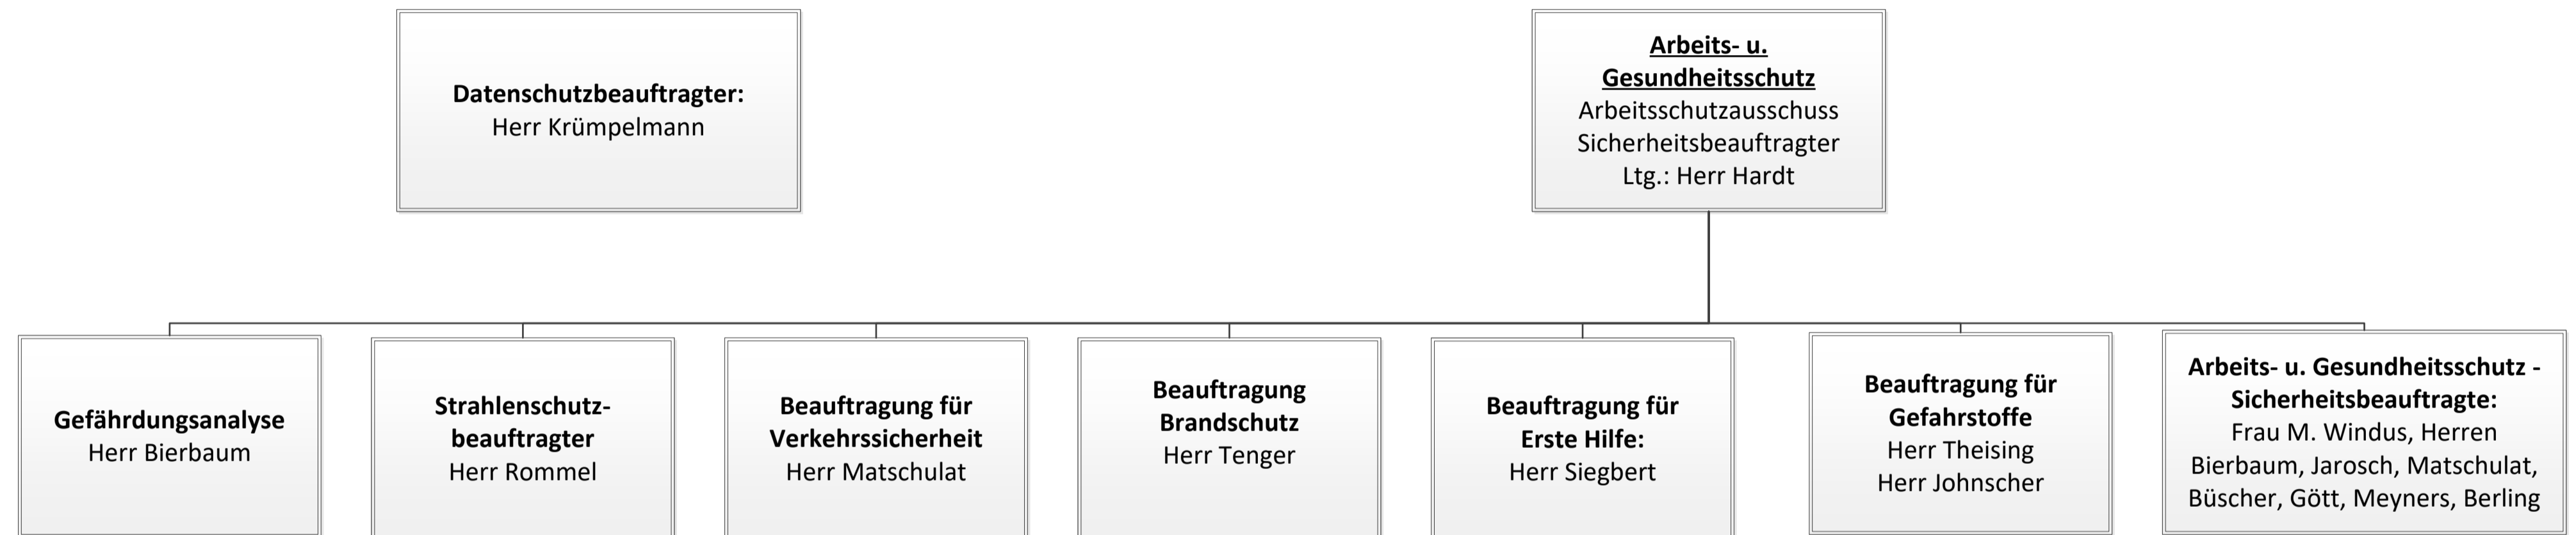 Datenschutzbeauftragter:
Herr Krümpelmann
Arbeits- u.
Gesundheitsschutz
Arbeitsschutzausschuss
Sicherheitsbeauftragter
Ltg.: Herr Hardt
Gefährdungsanalyse
Herr Bierbaum
Strahlenschutz-
beauftragter
Herr Rommel
Beauftragung für
Verkehrssicherheit
Herr Matschulat
Beauftragung
Brandschutz
Herr Tenger
Beauftragung für
Erste Hilfe:
Herr Siegbert
Beauftragung für
Gefahrstoffe
Herr Theising
Herr Johnscher
Arbeits- u. Gesundheitsschutz -
Sicherheitsbeauftragte:
Frau M. Windus, Herren
Bierbaum, Jarosch, Matschulat,
Büscher, Gött, Meyners, Berling